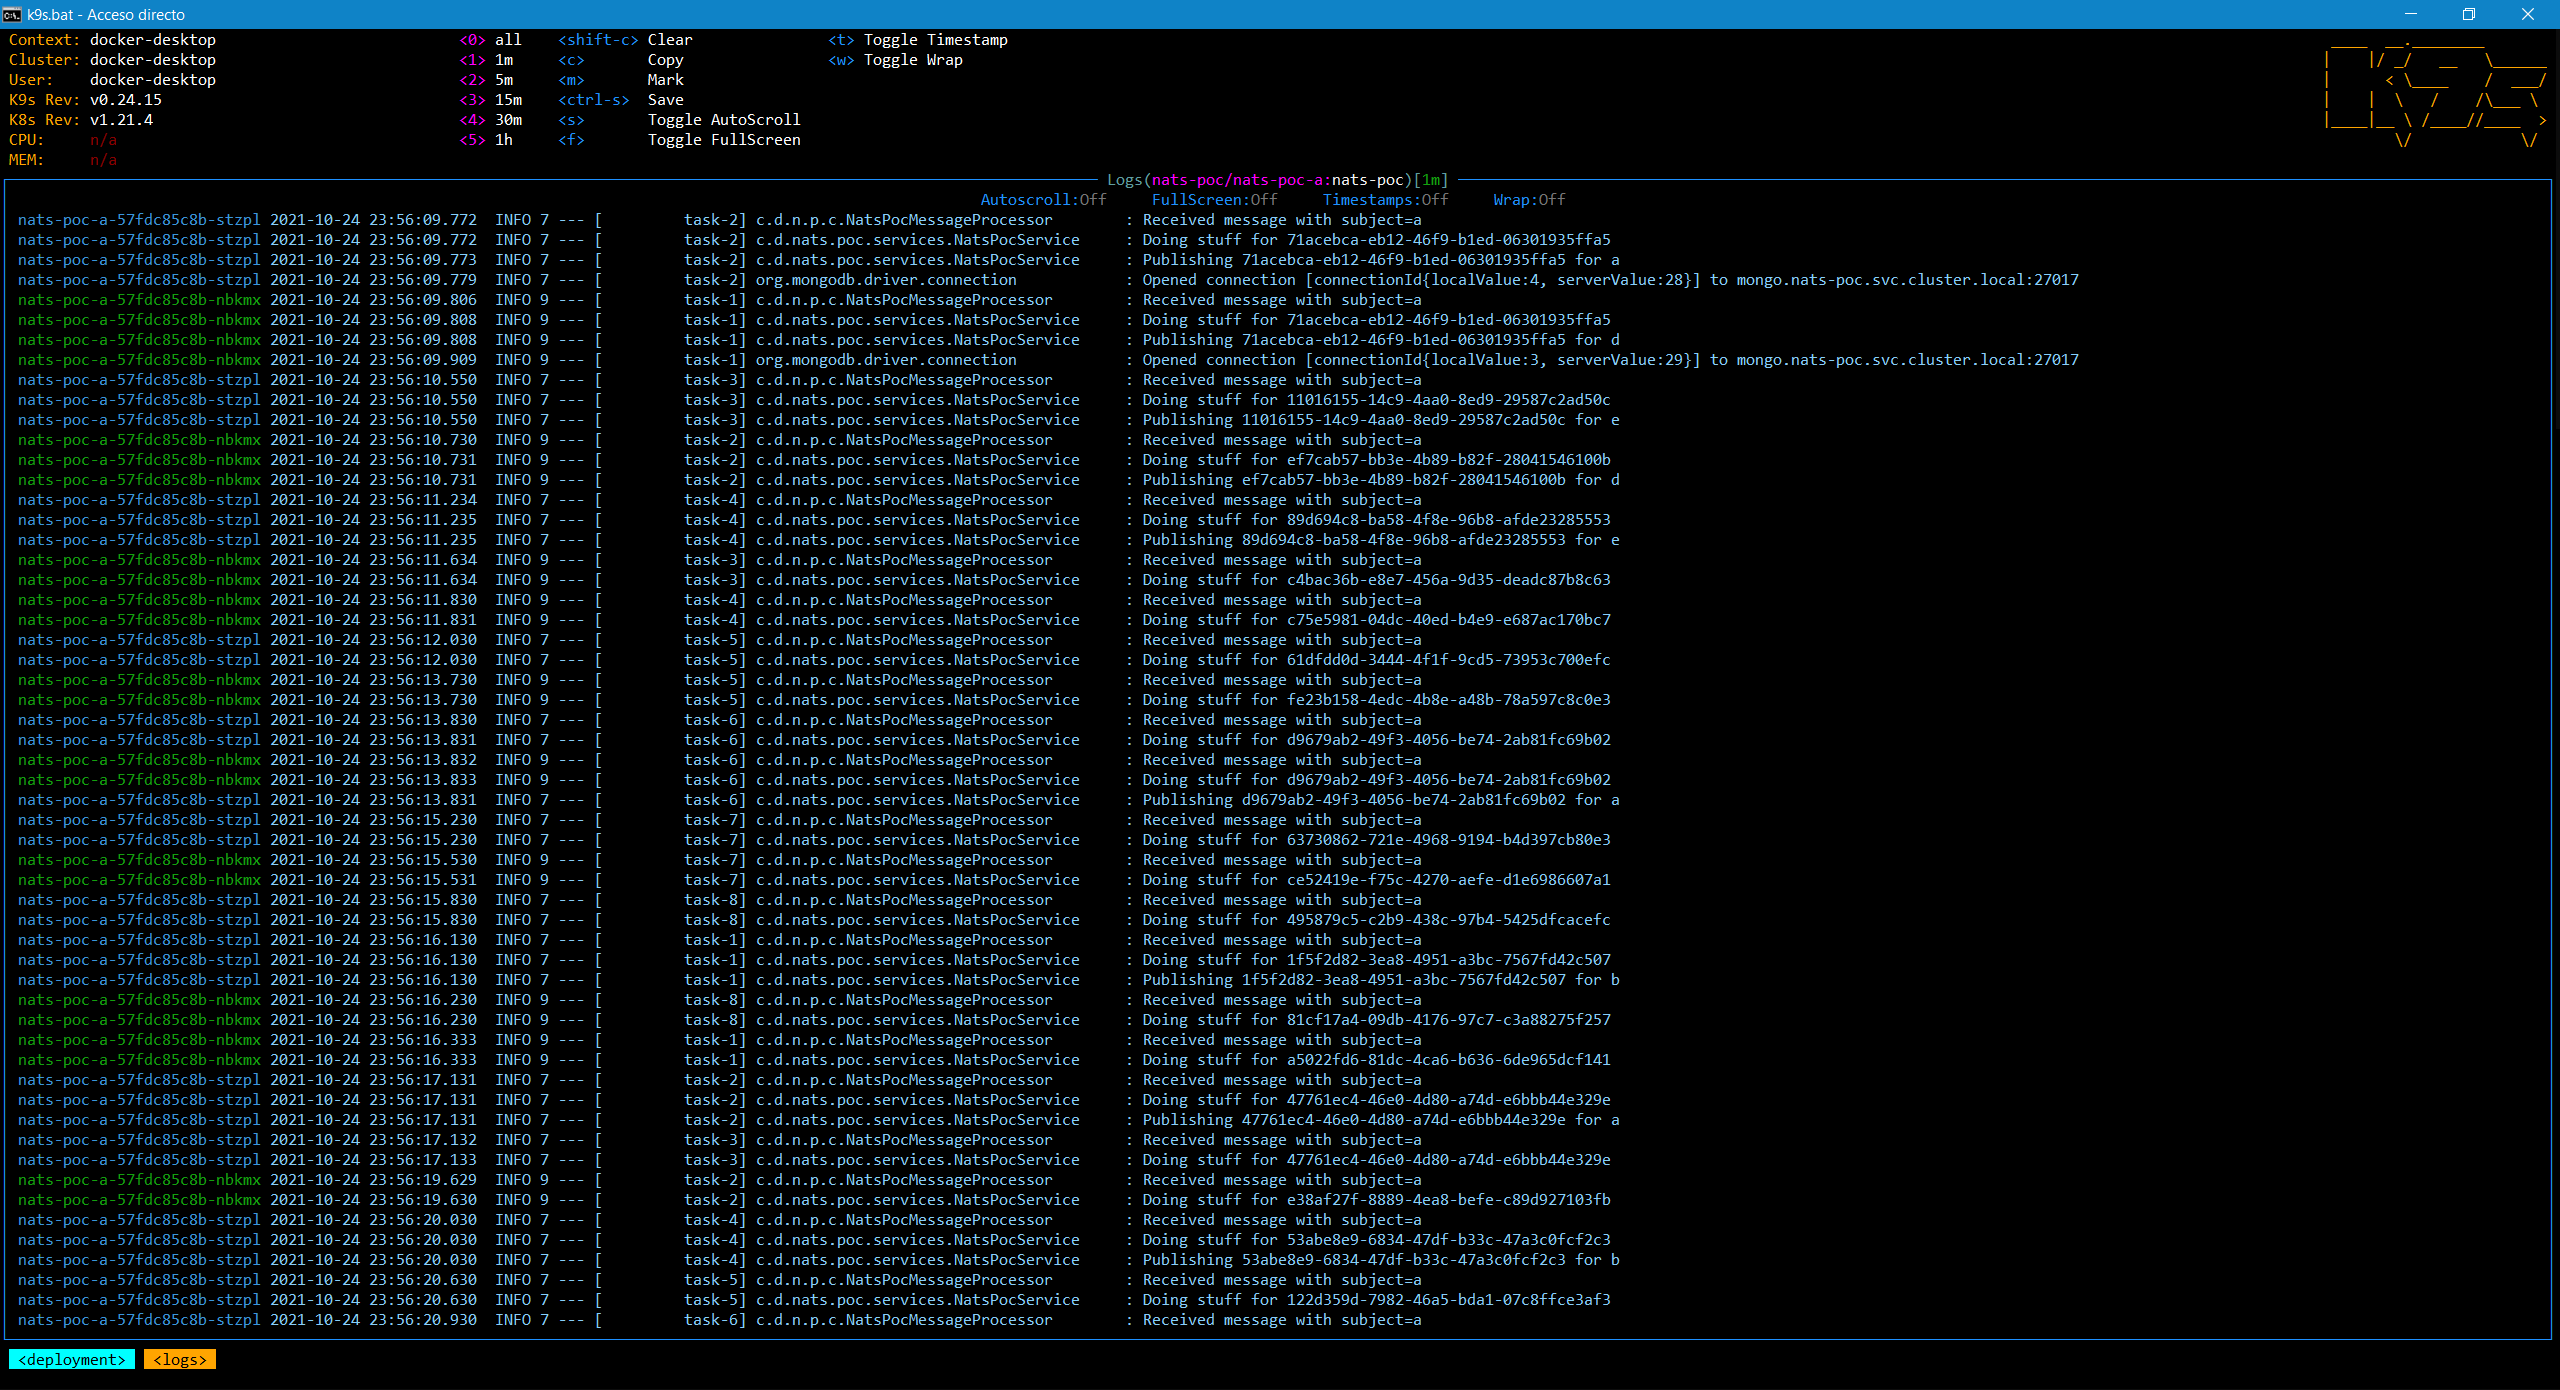 k9s.bat - Acceso directo
Context: docker-desktop <0> all <shift-c> Clear <t> Toggle Timestamp
Cluster: docker-desktop <1> 1m <c> Copy <w> Toggle Wrap
User: docker-desktop <2> 5m <m> Mark
K9s Rev: v0.24.15 <3> 15m <ctrl-s> Save
K8s Rev: v1.21.4 <4> 30m <s> Toggle AutoScroll
CPU: n/a <5> 1h <f> Toggle FullScreen
MEM: n/a
Logs(nats-poc/nats-poc-a:nats-poc)[1m]
Autoscroll:Off FullScreen:Off Timestamps:Off Wrap:Off
nats-poc-a-57fdc85c8b-stzpl 2021-10-24 23:56:09.772 INFO 7 --- [ task-2] c.d.n.p.c.NatsPocMessageProcessor : Received message with subject=a
nats-poc-a-57fdc85c8b-stzpl 2021-10-24 23:56:09.772 INFO 7 --- [ task-2] c.d.nats.poc.services.NatsPocService : Doing stuff for 71acebca-eb12-46f9-b1ed-06301935ffa5
nats-poc-a-57fdc85c8b-stzpl 2021-10-24 23:56:09.773 INFO 7 --- [ task-2] c.d.nats.poc.services.NatsPocService : Publishing 71acebca-eb12-46f9-b1ed-06301935ffa5 for a
nats-poc-a-57fdc85c8b-stzpl 2021-10-24 23:56:09.779 INFO 7 --- [ task-2] org.mongodb.driver.connection : Opened connection [connectionId{localValue:4, serverValue:28}] to mongo.nats-poc.svc.cluster.local:27017
nats-poc-a-57fdc85c8b-nbkmx 2021-10-24 23:56:09.806 INFO 9 --- [ task-1] c.d.n.p.c.NatsPocMessageProcessor : Received message with subject=a
nats-poc-a-57fdc85c8b-nbkmx 2021-10-24 23:56:09.808 INFO 9 --- [ task-1] c.d.nats.poc.services.NatsPocService : Doing stuff for 71acebca-eb12-46f9-b1ed-06301935ffa5
nats-poc-a-57fdc85c8b-nbkmx 2021-10-24 23:56:09.808 INFO 9 --- [ task-1] c.d.nats.poc.services.NatsPocService : Publishing 71acebca-eb12-46f9-b1ed-06301935ffa5 for d
nats-poc-a-57fdc85c8b-nbkmx 2021-10-24 23:56:09.909 INFO 9 --- [ task-1] org.mongodb.driver.connection : Opened connection [connectionId{localValue:3, serverValue:29}] to mongo.nats-poc.svc.cluster.local:27017
nats-poc-a-57fdc85c8b-stzpl 2021-10-24 23:56:10.550 INFO 7 --- [ task-3] c.d.n.p.c.NatsPocMessageProcessor : Received message with subject=a
nats-poc-a-57fdc85c8b-stzpl 2021-10-24 23:56:10.550 INFO 7 --- [ task-3] c.d.nats.poc.services.NatsPocService : Doing stuff for 11016155-14c9-4aa0-8ed9-29587c2ad50c
nats-poc-a-57fdc85c8b-stzpl 2021-10-24 23:56:10.550 INFO 7 --- [ task-3] c.d.nats.poc.services.NatsPocService : Publishing 11016155-14c9-4aa0-8ed9-29587c2ad50c for e
nats-poc-a-57fdc85c8b-nbkmx 2021-10-24 23:56:10.730 INFO 9 --- [ task-2] c.d.n.p.c.NatsPocMessageProcessor : Received message with subject=a
nats-poc-a-57fdc85c8b-nbkmx 2021-10-24 23:56:10.731 INFO 9 --- [ task-2] c.d.nats.poc.services.NatsPocService : Doing stuff for ef7cab57-bb3e-4b89-b82f-28041546100b
nats-poc-a-57fdc85c8b-nbkmx 2021-10-24 23:56:10.731 INFO 9 --- [ task-2] c.d.nats.poc.services.NatsPocService : Publishing ef7cab57-bb3e-4b89-b82f-28041546100b for d
nats-poc-a-57fdc85c8b-stzpl 2021-10-24 23:56:11.234 INFO 7 --- [ task-4] c.d.n.p.c.NatsPocMessageProcessor : Received message with subject=a
nats-poc-a-57fdc85c8b-stzpl 2021-10-24 23:56:11.235 INFO 7 --- [ task-4] c.d.nats.poc.services.NatsPocService : Doing stuff for 89d694c8-ba58-4f8e-96b8-afde23285553
nats-poc-a-57fdc85c8b-stzpl 2021-10-24 23:56:11.235 INFO 7 --- [ task-4] c.d.nats.poc.services.NatsPocService : Publishing 89d694c8-ba58-4f8e-96b8-afde23285553 for e
nats-poc-a-57fdc85c8b-nbkmx 2021-10-24 23:56:11.634 INFO 9 --- [ task-3] c.d.n.p.c.NatsPocMessageProcessor : Received message with subject=a
nats-poc-a-57fdc85c8b-nbkmx 2021-10-24 23:56:11.634 INFO 9 --- [ task-3] c.d.nats.poc.services.NatsPocService : Doing stuff for c4bac36b-e8e7-456a-9d35-deadc87b8c63
nats-poc-a-57fdc85c8b-nbkmx 2021-10-24 23:56:11.830 INFO 9 --- [ task-4] c.d.n.p.c.NatsPocMessageProcessor : Received message with subject=a
nats-poc-a-57fdc85c8b-nbkmx 2021-10-24 23:56:11.831 INFO 9 --- [ task-4] c.d.nats.poc.services.NatsPocService : Doing stuff for c75e5981-04dc-40ed-b4e9-e687ac170bc7
nats-poc-a-57fdc85c8b-stzpl 2021-10-24 23:56:12.030 INFO 7 --- [ task-5] c.d.n.p.c.NatsPocMessageProcessor : Received message with subject=a
nats-poc-a-57fdc85c8b-stzpl 2021-10-24 23:56:12.030 INFO 7 --- [ task-5] c.d.nats.poc.services.NatsPocService : Doing stuff for 61dfdd0d-3444-4f1f-9cd5-73953c700efc
nats-poc-a-57fdc85c8b-nbkmx 2021-10-24 23:56:13.730 INFO 9 --- [ task-5] c.d.n.p.c.NatsPocMessageProcessor : Received message with subject=a
nats-poc-a-57fdc85c8b-nbkmx 2021-10-24 23:56:13.730 INFO 9 --- [ task-5] c.d.nats.poc.services.NatsPocService : Doing stuff for fe23b158-4edc-4b8e-a48b-78a597c8c0e3
nats-poc-a-57fdc85c8b-stzpl 2021-10-24 23:56:13.830 INFO 7 --- [ task-6] c.d.n.p.c.NatsPocMessageProcessor : Received message with subject=a
nats-poc-a-57fdc85c8b-stzpl 2021-10-24 23:56:13.831 INFO 7 --- [ task-6] c.d.nats.poc.services.NatsPocService : Doing stuff for d9679ab2-49f3-4056-be74-2ab81fc69b02
nats-poc-a-57fdc85c8b-nbkmx 2021-10-24 23:56:13.832 INFO 9 --- [ task-6] c.d.n.p.c.NatsPocMessageProcessor : Received message with subject=a
nats-poc-a-57fdc85c8b-nbkmx 2021-10-24 23:56:13.833 INFO 9 --- [ task-6] c.d.nats.poc.services.NatsPocService : Doing stuff for d9679ab2-49f3-4056-be74-2ab81fc69b02
nats-poc-a-57fdc85c8b-stzpl 2021-10-24 23:56:13.831 INFO 7 --- [ task-6] c.d.nats.poc.services.NatsPocService : Publishing d9679ab2-49f3-4056-be74-2ab81fc69b02 for a
nats-poc-a-57fdc85c8b-stzpl 2021-10-24 23:56:15.230 INFO 7 --- [ task-7] c.d.n.p.c.NatsPocMessageProcessor : Received message with subject=a
nats-poc-a-57fdc85c8b-stzpl 2021-10-24 23:56:15.230 INFO 7 --- [ task-7] c.d.nats.poc.services.NatsPocService : Doing stuff for 63730862-721e-4968-9194-b4d397cb80e3
nats-poc-a-57fdc85c8b-nbkmx 2021-10-24 23:56:15.530 INFO 9 --- [ task-7] c.d.n.p.c.NatsPocMessageProcessor : Received message with subject=a
nats-poc-a-57fdc85c8b-nbkmx 2021-10-24 23:56:15.531 INFO 9 --- [ task-7] c.d.nats.poc.services.NatsPocService : Doing stuff for ce52419e-f75c-4270-aefe-d1e6986607a1
nats-poc-a-57fdc85c8b-stzpl 2021-10-24 23:56:15.830 INFO 7 --- [ task-8] c.d.n.p.c.NatsPocMessageProcessor : Received message with subject=a
nats-poc-a-57fdc85c8b-stzpl 2021-10-24 23:56:15.830 INFO 7 --- [ task-8] c.d.nats.poc.services.NatsPocService : Doing stuff for 495879c5-c2b9-438c-97b4-5425dfcacefc
nats-poc-a-57fdc85c8b-stzpl 2021-10-24 23:56:16.130 INFO 7 --- [ task-1] c.d.n.p.c.NatsPocMessageProcessor : Received message with subject=a
nats-poc-a-57fdc85c8b-stzpl 2021-10-24 23:56:16.130 INFO 7 --- [ task-1] c.d.nats.poc.services.NatsPocService : Doing stuff for 1f5f2d82-3ea8-4951-a3bc-7567fd42c507
nats-poc-a-57fdc85c8b-stzpl 2021-10-24 23:56:16.130 INFO 7 --- [ task-1] c.d.nats.poc.services.NatsPocService : Publishing 1f5f2d82-3ea8-4951-a3bc-7567fd42c507 for b
nats-poc-a-57fdc85c8b-nbkmx 2021-10-24 23:56:16.230 INFO 9 --- [ task-8] c.d.n.p.c.NatsPocMessageProcessor : Received message with subject=a
nats-poc-a-57fdc85c8b-nbkmx 2021-10-24 23:56:16.230 INFO 9 --- [ task-8] c.d.nats.poc.services.NatsPocService : Doing stuff for 81cf17a4-09db-4176-97c7-c3a88275f257
nats-poc-a-57fdc85c8b-nbkmx 2021-10-24 23:56:16.333 INFO 9 --- [ task-1] c.d.n.p.c.NatsPocMessageProcessor : Received message with subject=a
nats-poc-a-57fdc85c8b-nbkmx 2021-10-24 23:56:16.333 INFO 9 --- [ task-1] c.d.nats.poc.services.NatsPocService : Doing stuff for a5022fd6-81dc-4ca6-b636-6de965dcf141
nats-poc-a-57fdc85c8b-stzpl 2021-10-24 23:56:17.131 INFO 7 --- [ task-2] c.d.n.p.c.NatsPocMessageProcessor : Received message with subject=a
nats-poc-a-57fdc85c8b-stzpl 2021-10-24 23:56:17.131 INFO 7 --- [ task-2] c.d.nats.poc.services.NatsPocService : Doing stuff for 47761ec4-46e0-4d80-a74d-e6bbb44e329e
nats-poc-a-57fdc85c8b-stzpl 2021-10-24 23:56:17.131 INFO 7 --- [ task-2] c.d.nats.poc.services.NatsPocService : Publishing 47761ec4-46e0-4d80-a74d-e6bbb44e329e for a
nats-poc-a-57fdc85c8b-stzpl 2021-10-24 23:56:17.132 INFO 7 --- [ task-3] c.d.n.p.c.NatsPocMessageProcessor : Received message with subject=a
nats-poc-a-57fdc85c8b-stzpl 2021-10-24 23:56:17.133 INFO 7 --- [ task-3] c.d.nats.poc.services.NatsPocService : Doing stuff for 47761ec4-46e0-4d80-a74d-e6bbb44e329e
nats-poc-a-57fdc85c8b-nbkmx 2021-10-24 23:56:19.629 INFO 9 --- [ task-2] c.d.n.p.c.NatsPocMessageProcessor : Received message with subject=a
nats-poc-a-57fdc85c8b-nbkmx 2021-10-24 23:56:19.630 INFO 9 --- [ task-2] c.d.nats.poc.services.NatsPocService : Doing stuff for e38af27f-8889-4ea8-befe-c89d927103fb
nats-poc-a-57fdc85c8b-stzpl 2021-10-24 23:56:20.030 INFO 7 --- [ task-4] c.d.n.p.c.NatsPocMessageProcessor : Received message with subject=a
nats-poc-a-57fdc85c8b-stzpl 2021-10-24 23:56:20.030 INFO 7 --- [ task-4] c.d.nats.poc.services.NatsPocService : Doing stuff for 53abe8e9-6834-47df-b33c-47a3c0fcf2c3
nats-poc-a-57fdc85c8b-stzpl 2021-10-24 23:56:20.030 INFO 7 --- [ task-4] c.d.nats.poc.services.NatsPocService : Publishing 53abe8e9-6834-47df-b33c-47a3c0fcf2c3 for b
nats-poc-a-57fdc85c8b-stzpl 2021-10-24 23:56:20.630 INFO 7 --- [ task-5] c.d.n.p.c.NatsPocMessageProcessor : Received message with subject=a
nats-poc-a-57fdc85c8b-stzpl 2021-10-24 23:56:20.630 INFO 7 --- [ task-5] c.d.nats.poc.services.NatsPocService : Doing stuff for 122d359d-7982-46a5-bda1-07c8ffce3af3
nats-poc-a-57fdc85c8b-stzpl 2021-10-24 23:56:20.930 INFO 7 --- [ task-6] c.d.n.p.c.NatsPocMessageProcessor : Received message with subject=a
<deployment> <logs>